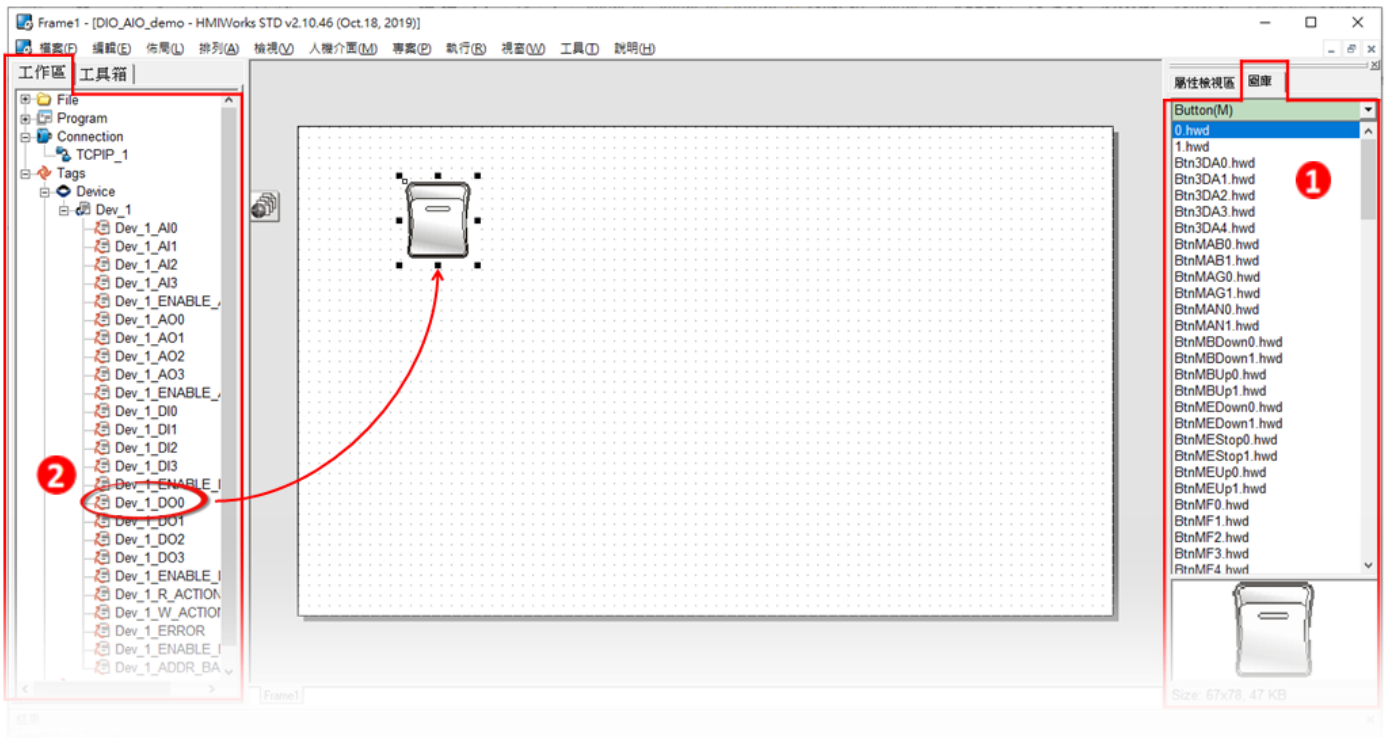 Frame1 - [DIO_AIO_demo - HMIWorks STD v2.10.46 (Oct.18, 2019)]
檔案(F) 編輯(E) 佈局(L) 排列(A) 檢視(V) 人機介面(M) 專案(P) 執行(R) 視窗(W) 工具(T) 說明(H)
工作區 工具箱
File
Program
Connection
TCPIP_1
Tags
Device
Dev_1
Dev_1_AI0
Dev_1_AI1
Dev_1_AI2
Dev_1_AI3
Dev_1_ENABLE_
Dev_1_AO0
Dev_1_AO1
Dev_1_AO2
Dev_1_AO3
Dev_1_ENABLE_
Dev_1_DI0
Dev_1_DI1
Dev_1_DI2
Dev_1_DI3
2
Dev_1_ENABLE_I
Dev_1_DO0
Dev_1_DO1
Dev_1_DO2
Dev_1_DO3
Dev_1_ENABLE_I
Dev_1_R_ACTION
Dev_1_W_ACTION
Dev_1_ERROR
Dev_1_ENABLE_I
Dev_1_ADDR_BA
Frame1
結果
屬性檢視區 圖庫
Button(M)
0.hwd
1.hwd
Btn3DA0.hwd
Btn3DA1.hwd
1
Btn3DA2.hwd
Btn3DA3.hwd
Btn3DA4.hwd
BtnMAB0.hwd
BtnMAB1.hwd
BtnMAG0.hwd
BtnMAG1.hwd
BtnMAN0.hwd
BtnMAN1.hwd
BtnMBDown0.hwd
BtnMBDown1.hwd
BtnMBUp0.hwd
BtnMBUp1.hwd
BtnMEDown0.hwd
BtnMEDown1.hwd
BtnMEStop0.hwd
BtnMEStop1.hwd
BtnMEUp0.hwd
BtnMEUp1.hwd
BtnMF0.hwd
BtnMF1.hwd
BtnMF2.hwd
BtnMF3.hwd
BtnMF4.hwd
Size: 67x78, 47 KB